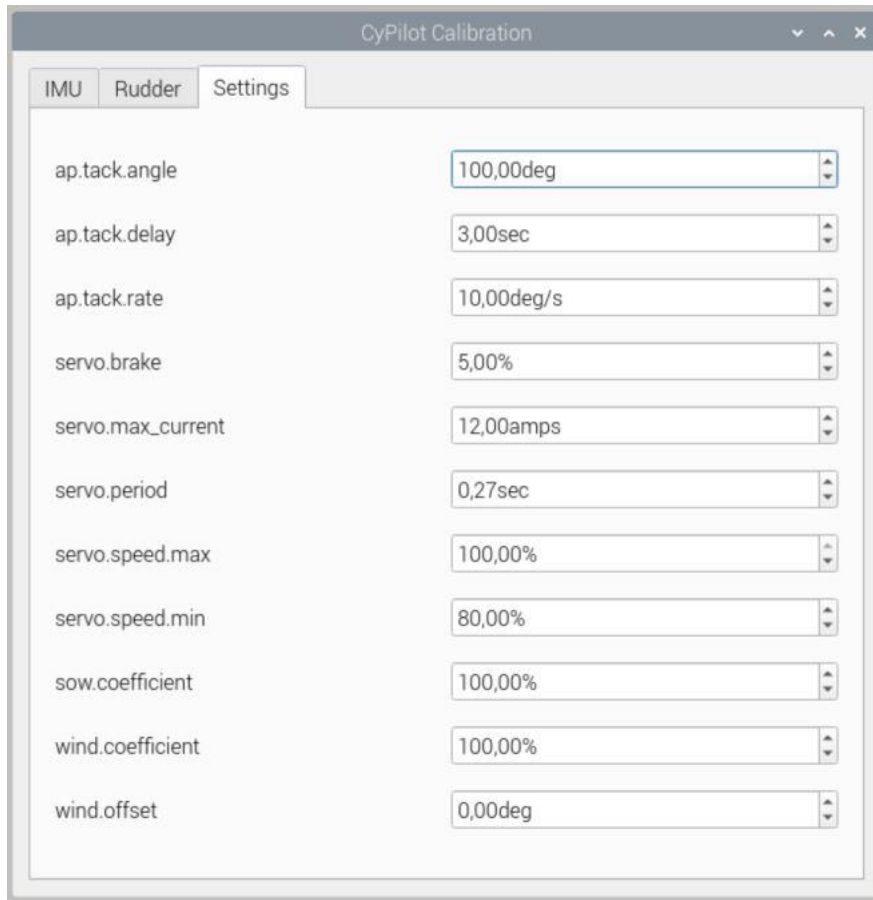 CyPilot Calibration
IMU Rudder Settings
ap.tack.angle 100,00deg
ap.tack.delay 3,00sec
ap.tack.rate 10,00deg/s
servo.brake 5,00%
servo.max_current 12,00amps
servo.period 0,27sec
servo.speed.max 100,00%
servo.speed.min 80,00%
sow.coefficient 100,00%
wind.coefficient 100,00%
wind.offset 0,00deg